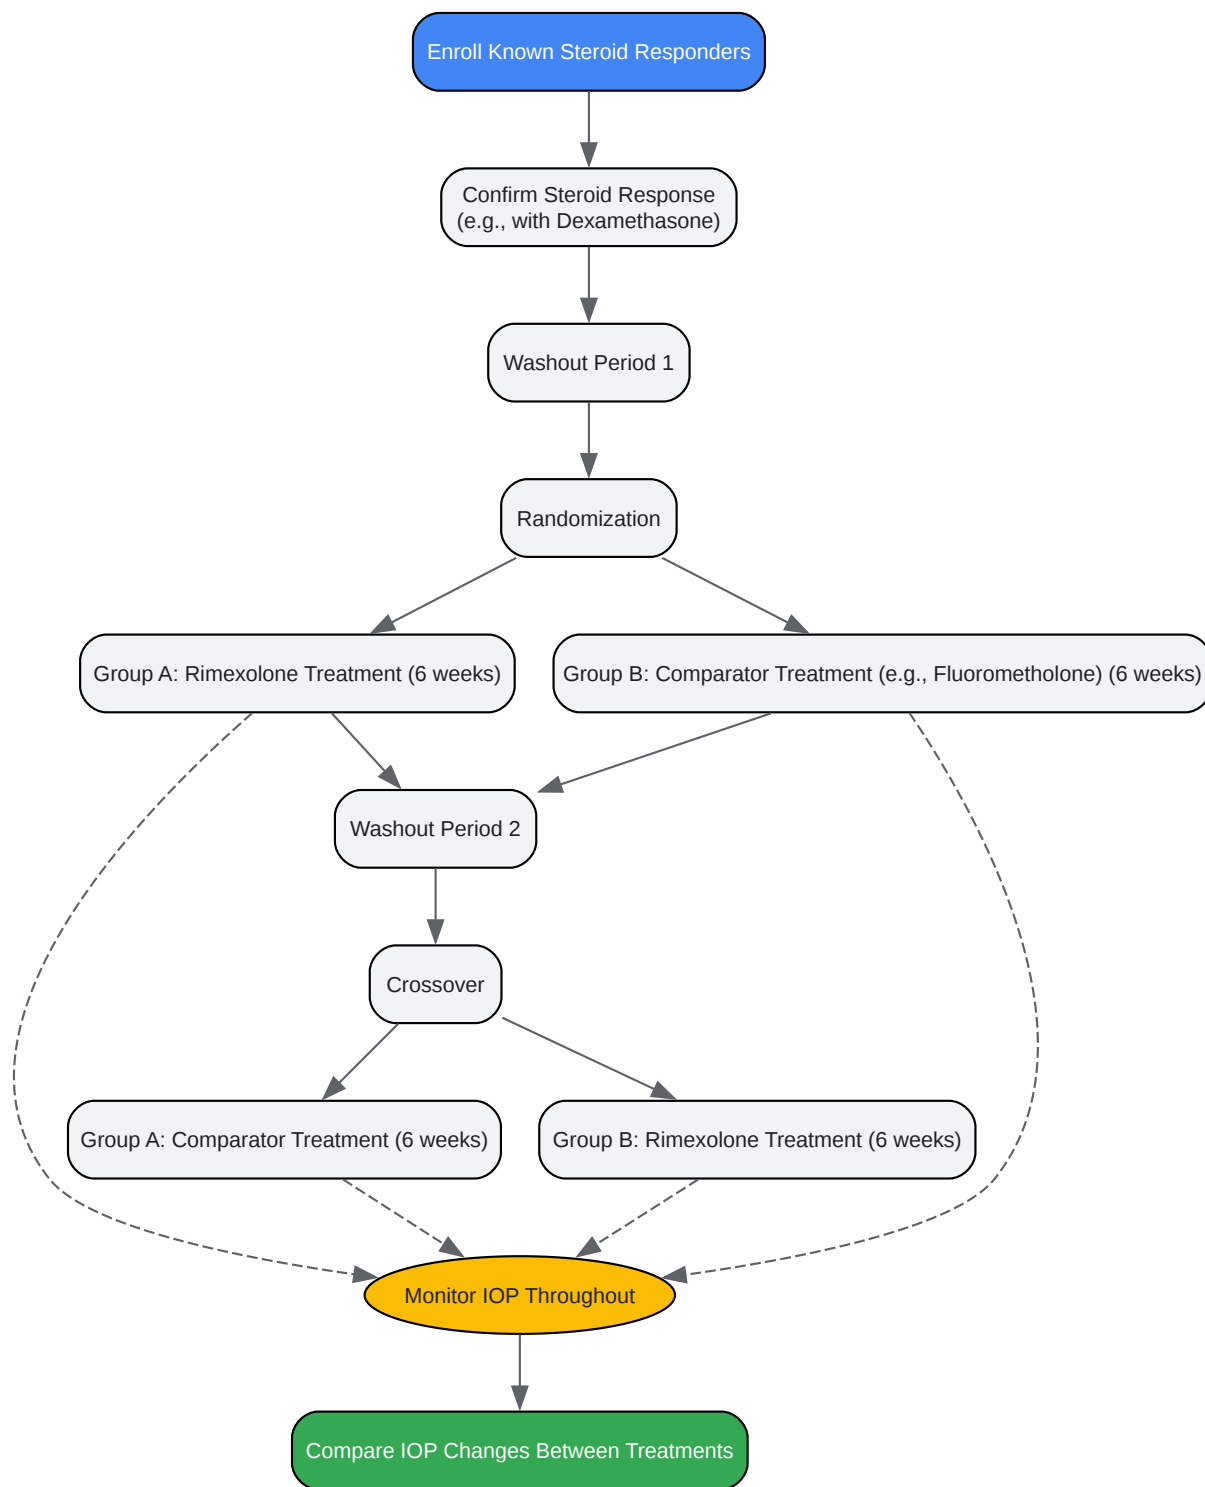 Enroll Known Steroid Responders
Confirm Steroid Response
(e.g., with Dexamethasone)
Washout Period 1
Randomization
Group A: Rimexolone Treatment (6 weeks)
Group B: Comparator Treatment (e.g., Fluorometholone) (6 weeks)
Washout Period 2
Crossover
Group A: Comparator Treatment (6 weeks)
Group B: Rimexolone Treatment (6 weeks)
Monitor IOP Throughout
Compare IOP Changes Between Treatments